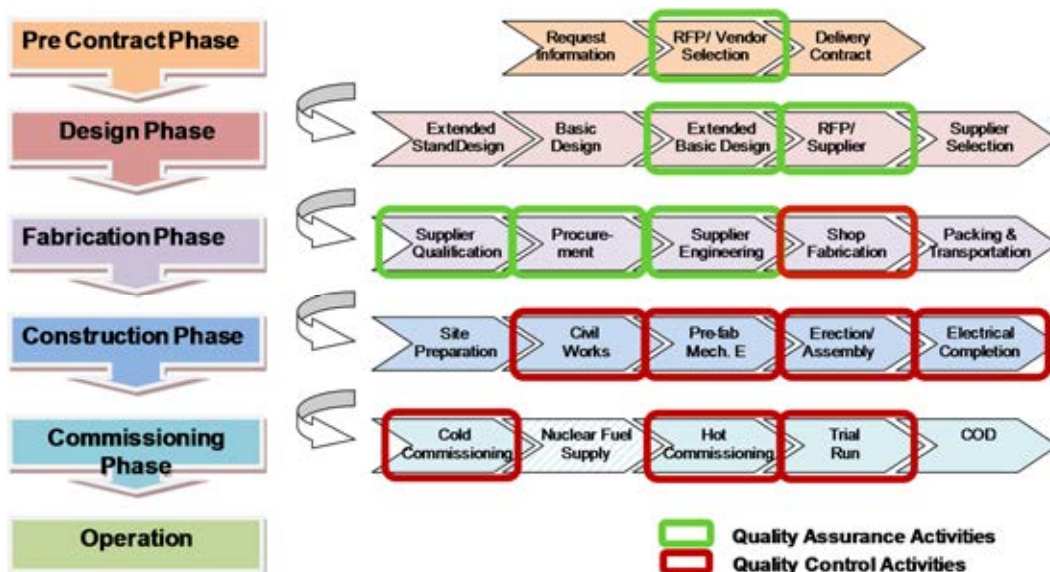 Pre Contract Phase
Request
Information
RFP/ Vendor
Selection
Delivery
Contract
Design Phase
Extended
StandDesign
Basic
Design
Extended
Basic Design
RFP/
Supplier
Supplier
Selection
Fabrication Phase
Supplier
Qualification
Procure-
ment
Supplier
Engineering
Shop
Fabrication
Packing &
Transportation
Construction Phase
Site
Preparation
Civil
Works
Pre-fab
Mech. E
Erection/
Assembly
Electrical
Completion
Commissioning
Phase
Cold
Commissioning
Nuclear Fuel
Supply
Hot
Commissioning
Trial
Run
COD
Operation
Quality Assurance Activities
Quality Control Activities